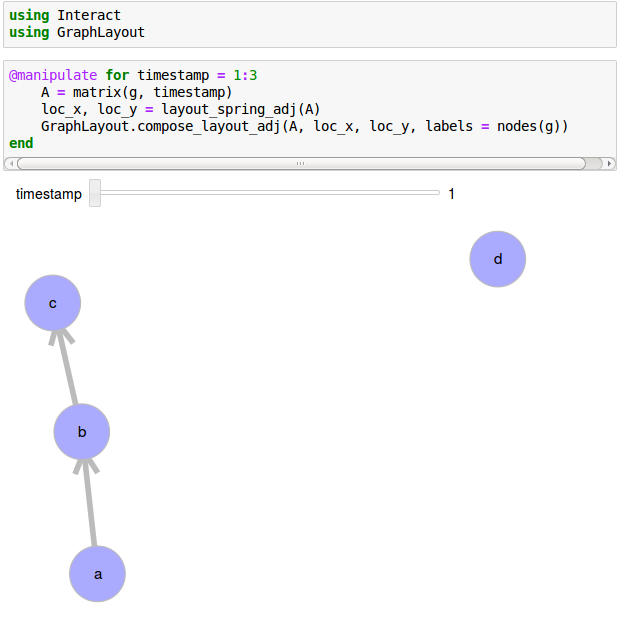 using Interact
using GraphLayout
@manipulate for timestamp = 1:3
    A = matrix(g, timestamp)
    loc_x, loc_y = layout_spring_adj(A)
    GraphLayout.compose_layout_adj(A, loc_x, loc_y, labels = nodes(g))
end
timestamp 1
d
c
b
a